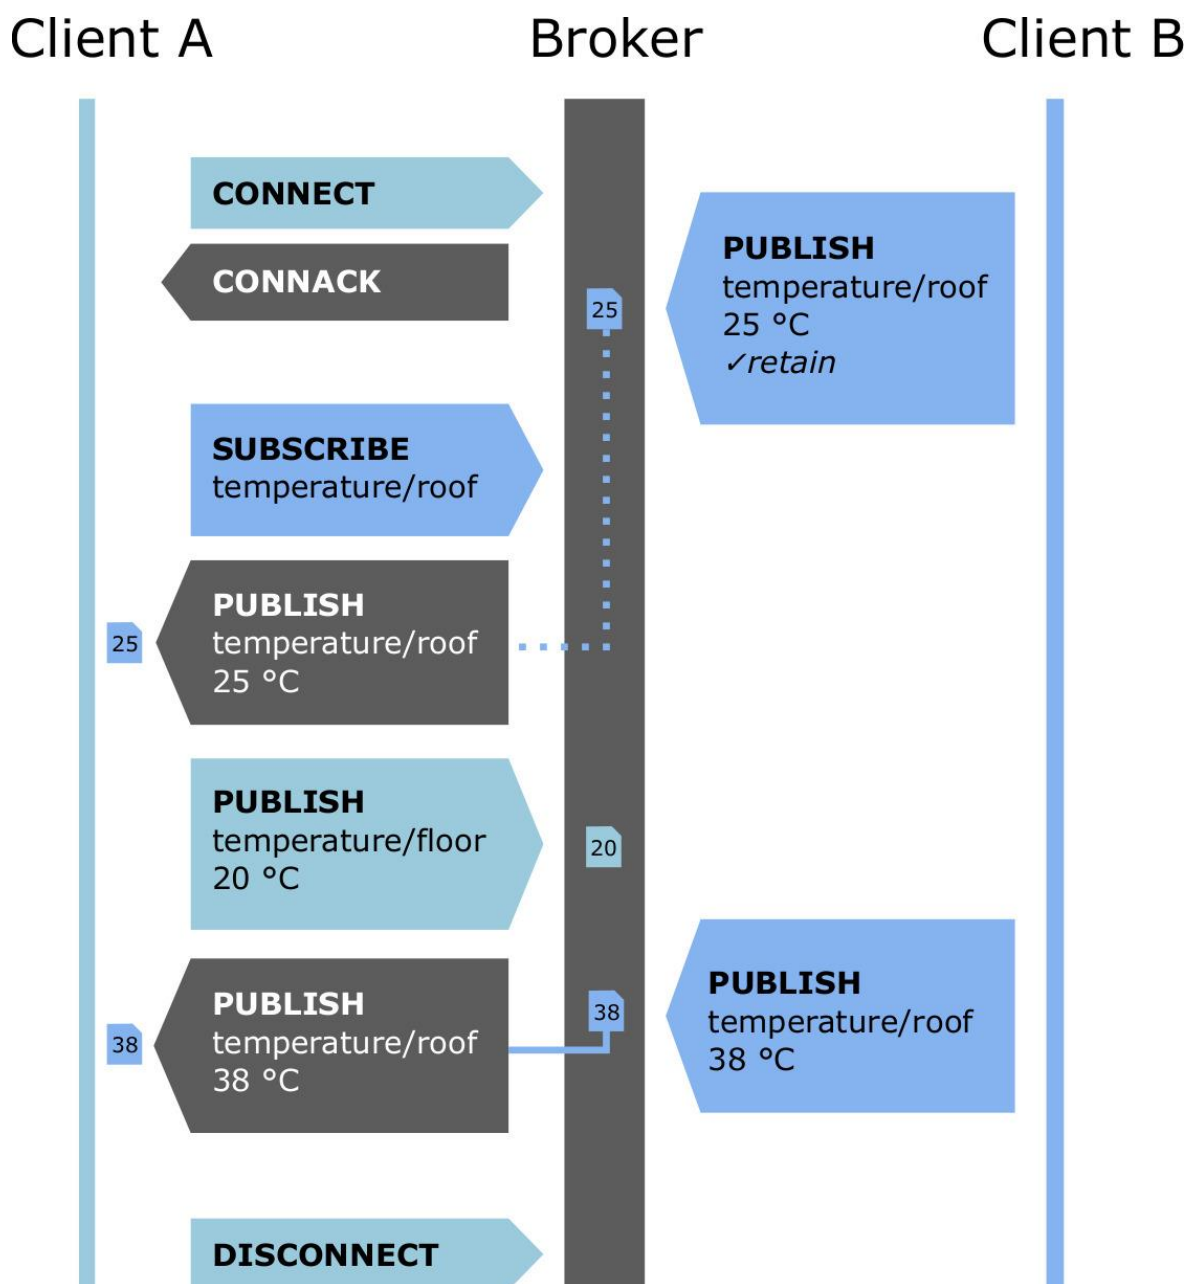 Client A
Broker
Client B
CONNECT
CONNACK
PUBLISH
temperature/roof
25 °C
✓retain
25
SUBSCRIBE
temperature/roof
25
PUBLISH
temperature/roof
25 °C
PUBLISH
temperature/floor
20 °C
20
38
PUBLISH
temperature/roof
38 °C
38
PUBLISH
temperature/roof
38 °C
DISCONNECT